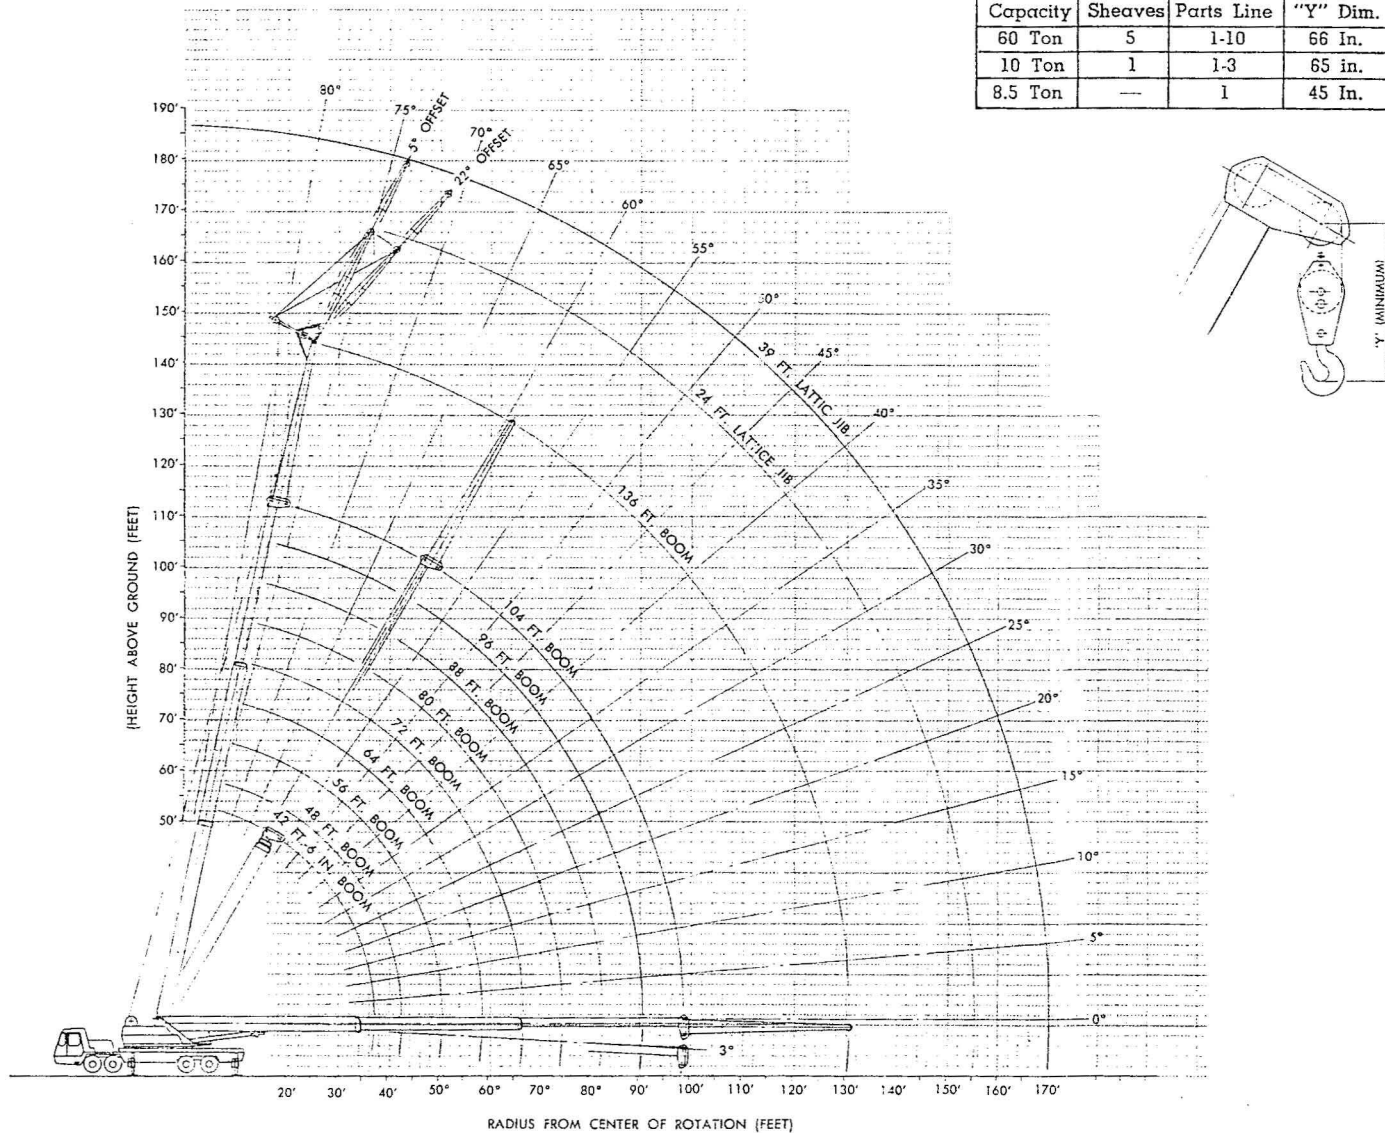 Capacity Sheaves Parts Line "Y" Dim.
60 Ton 5 1-10 66 In.
10 Ton 1 1-3 65 in.
8.5 Ton — 1 45 In.
80°
75°
5° OFFSET
70°
22° OFFSET
65°
60°
55°
45°
40°
35°
30°
25°
20°
15°
10°
5°
0°
3°
190'
180'
170'
160'
150'
140'
130'
120'
110'
100'
90'
80'
70'
60'
50'
(HEIGHT ABOVE GROUND (FEET)
39 FT. LATTIC JIB
24 FT. LATTICE JIB
136 FT. BOOM
104 FT. BOOM
96 FT. BOOM
88 FT. BOOM
80 FT. BOOM
72 FT. BOOM
64 FT. BOOM
56 FT. BOOM
48 FT. BOOM
42 FT. 6 IN. BOOM
'Y' (MINIMUM)
20' 30' 40' 50' 60' 70' 80' 90' 100' 110' 120' 130' 140' 150' 160' 170'
RADIUS FROM CENTER OF ROTATION (FEET)